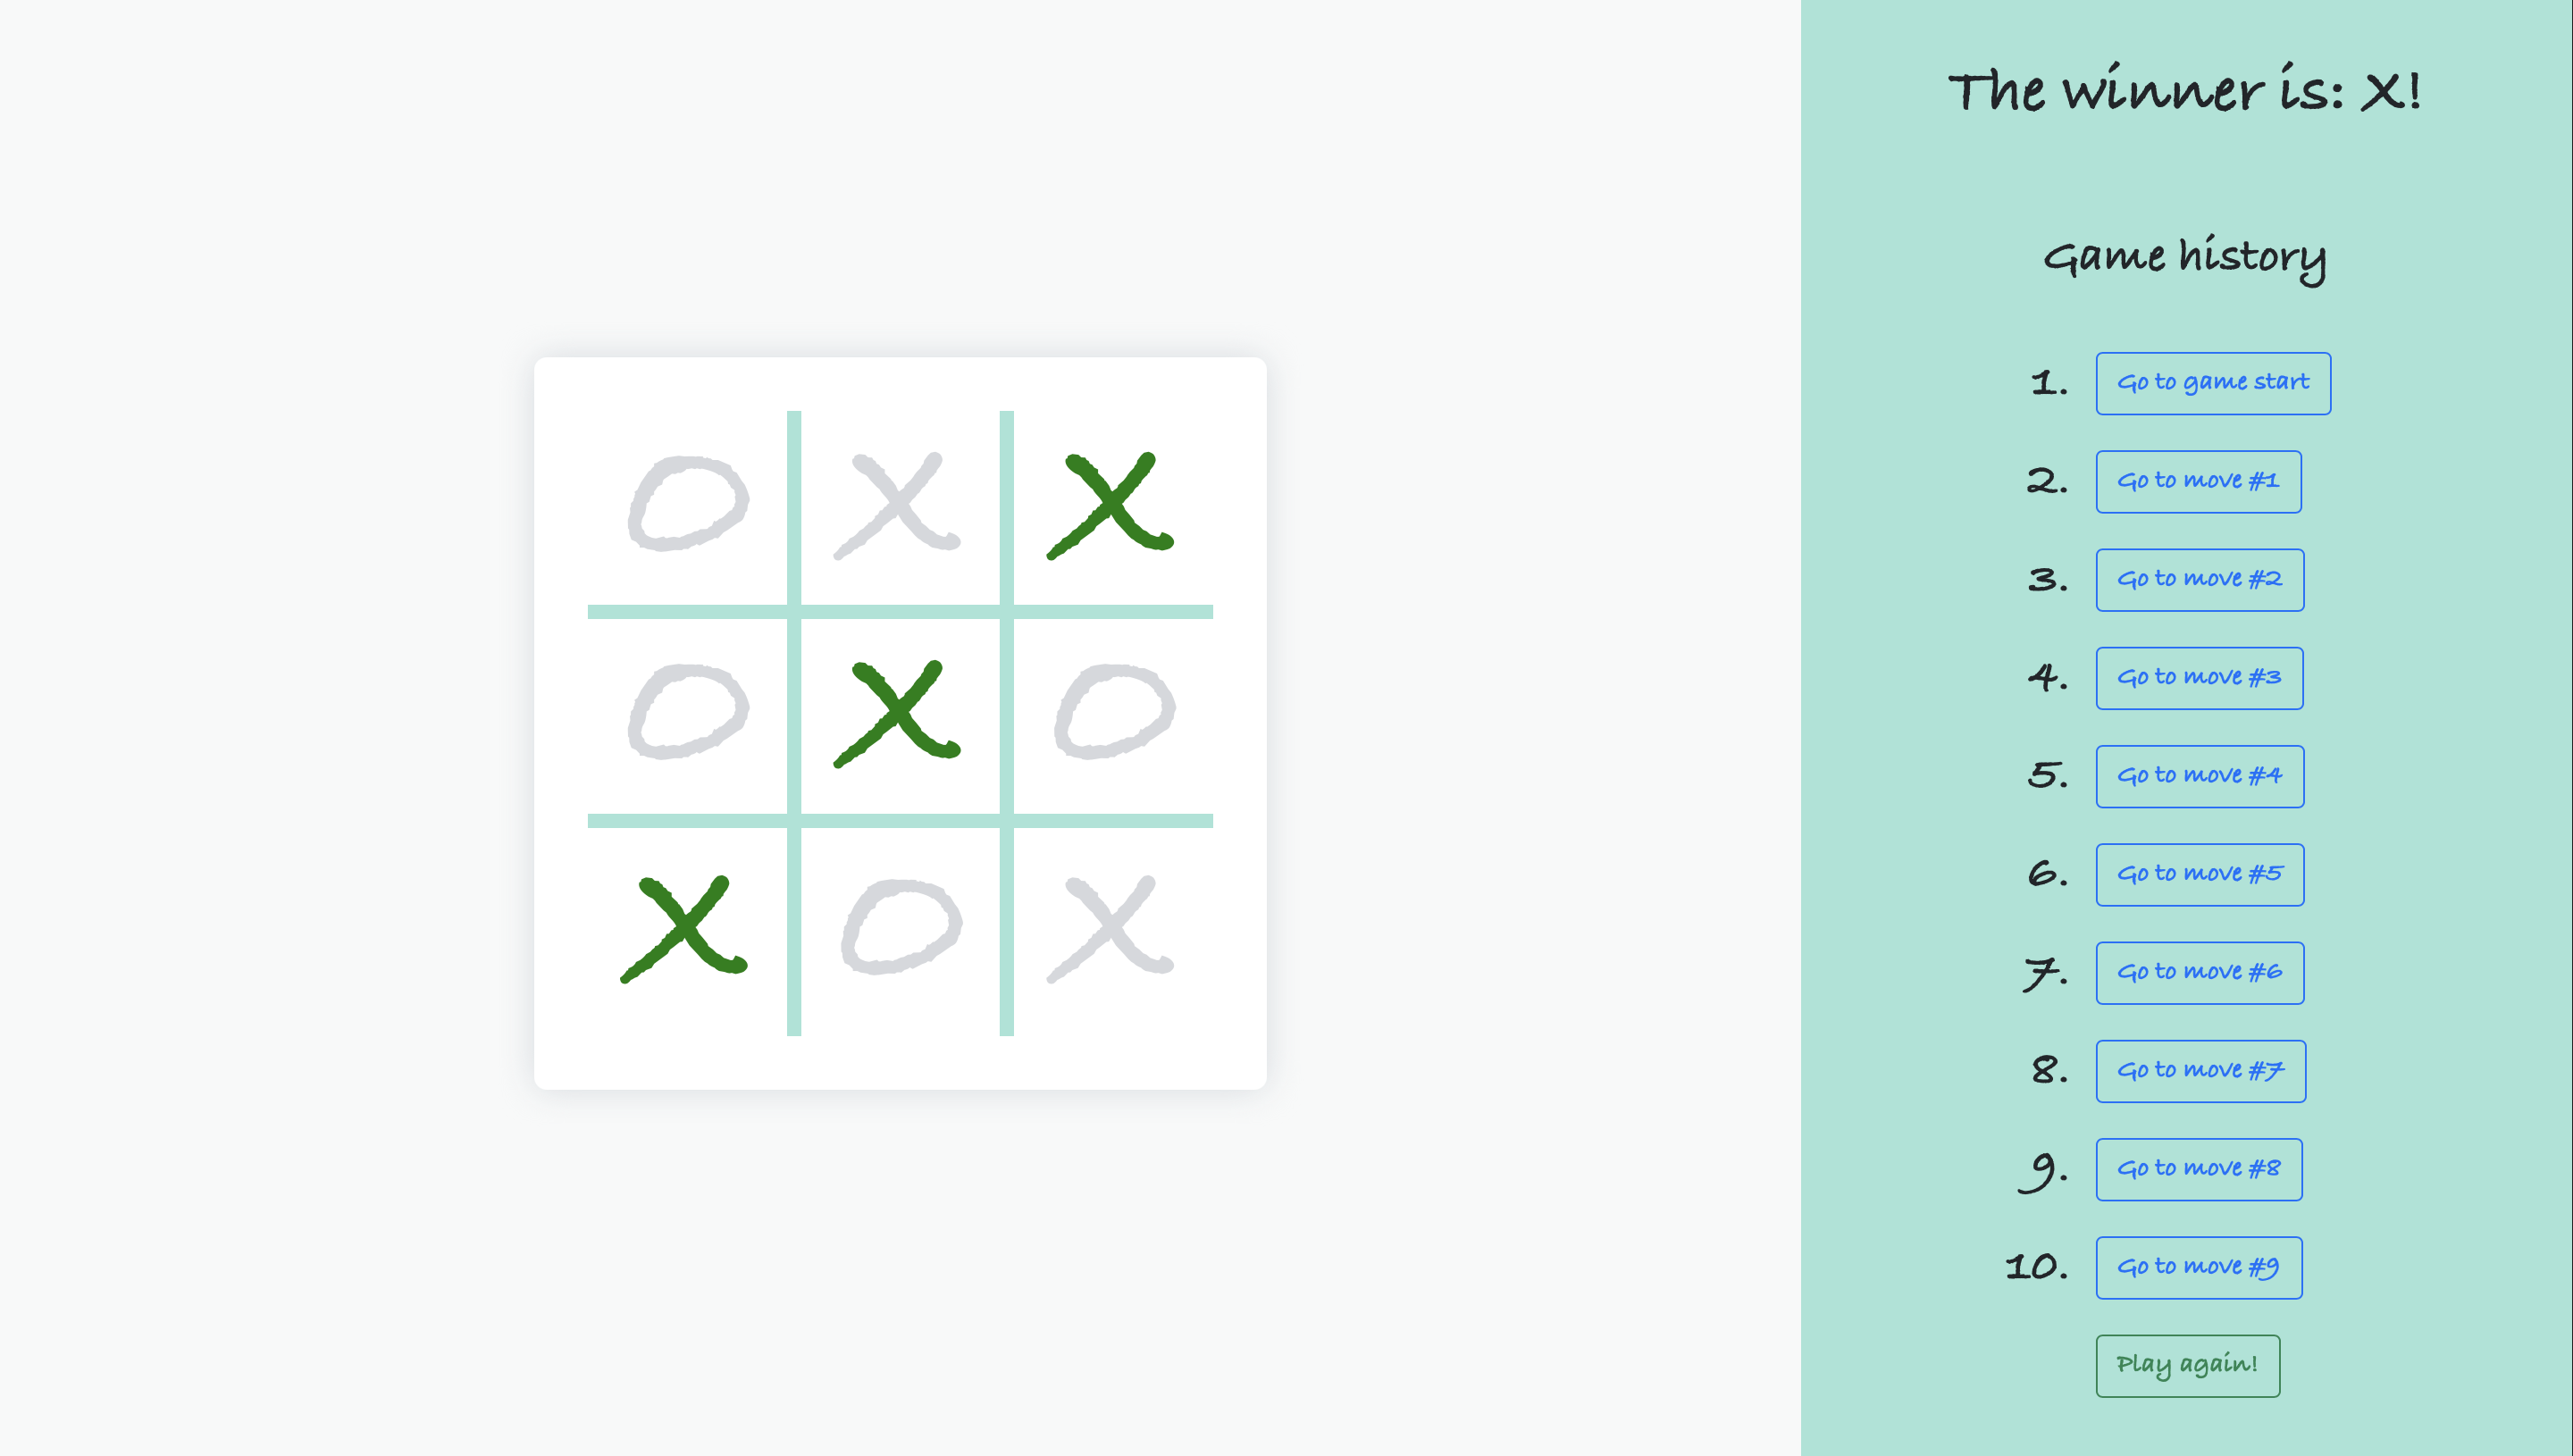 The winner is: X!
Game history
O X X
O X O
X O X
1. Go to game start
2. Go to move #1
3. Go to move #2
4. Go to move #3
5. Go to move #4
6. Go to move #5
7. Go to move #6
8. Go to move #7
9. Go to move #8
10. Go to move #9
Play again!